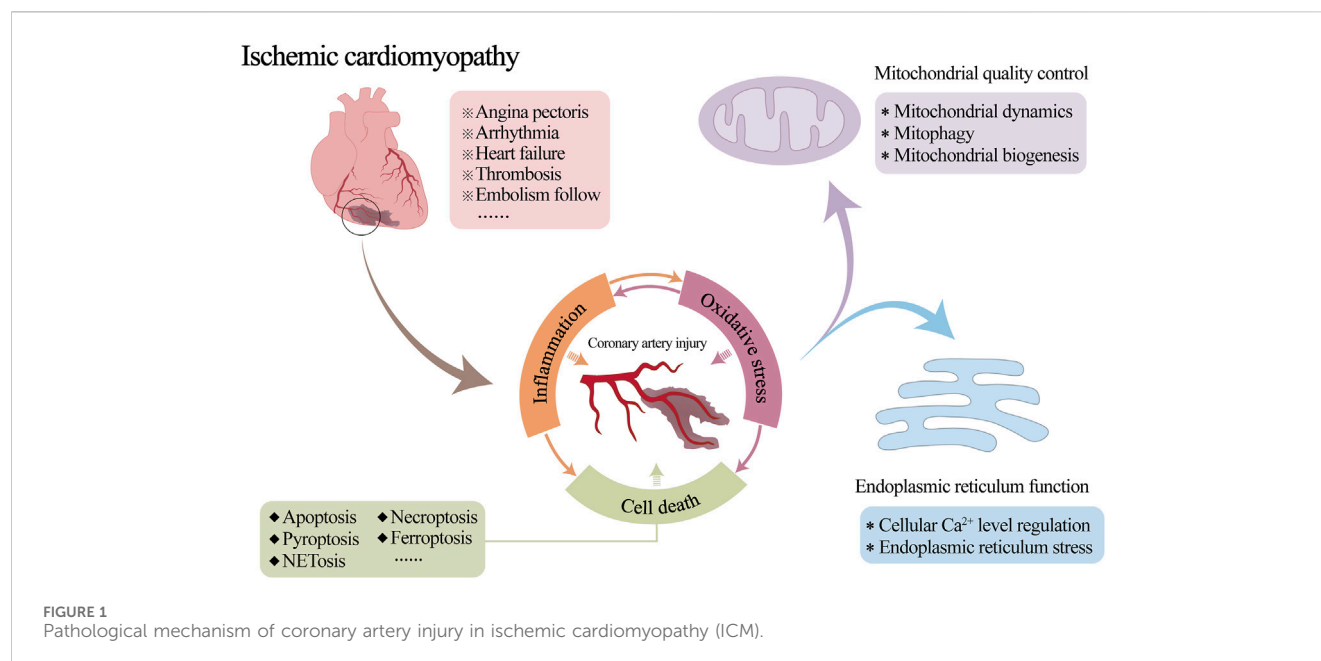 Ischemic cardiomyopathy
※Angina pectoris
※Arrhythmia
※Heart failure
※Thrombosis
※Embolism follow
……
Mitochondrial quality control
* Mitochondrial dynamics
* Mitophagy
* Mitochondrial biogenesis
Inflammation
Oxidative stress
Coronary artery injury
Cell death
◆ Apoptosis ◆ Necroptosis
◆ Pyroptosis ◆ Ferroptosis
◆ NETosis ……
Endoplasmic reticulum function
* Cellular Ca²⁺ level regulation
* Endoplasmic reticulum stress
FIGURE 1
Pathological mechanism of coronary artery injury in ischemic cardiomyopathy (ICM).